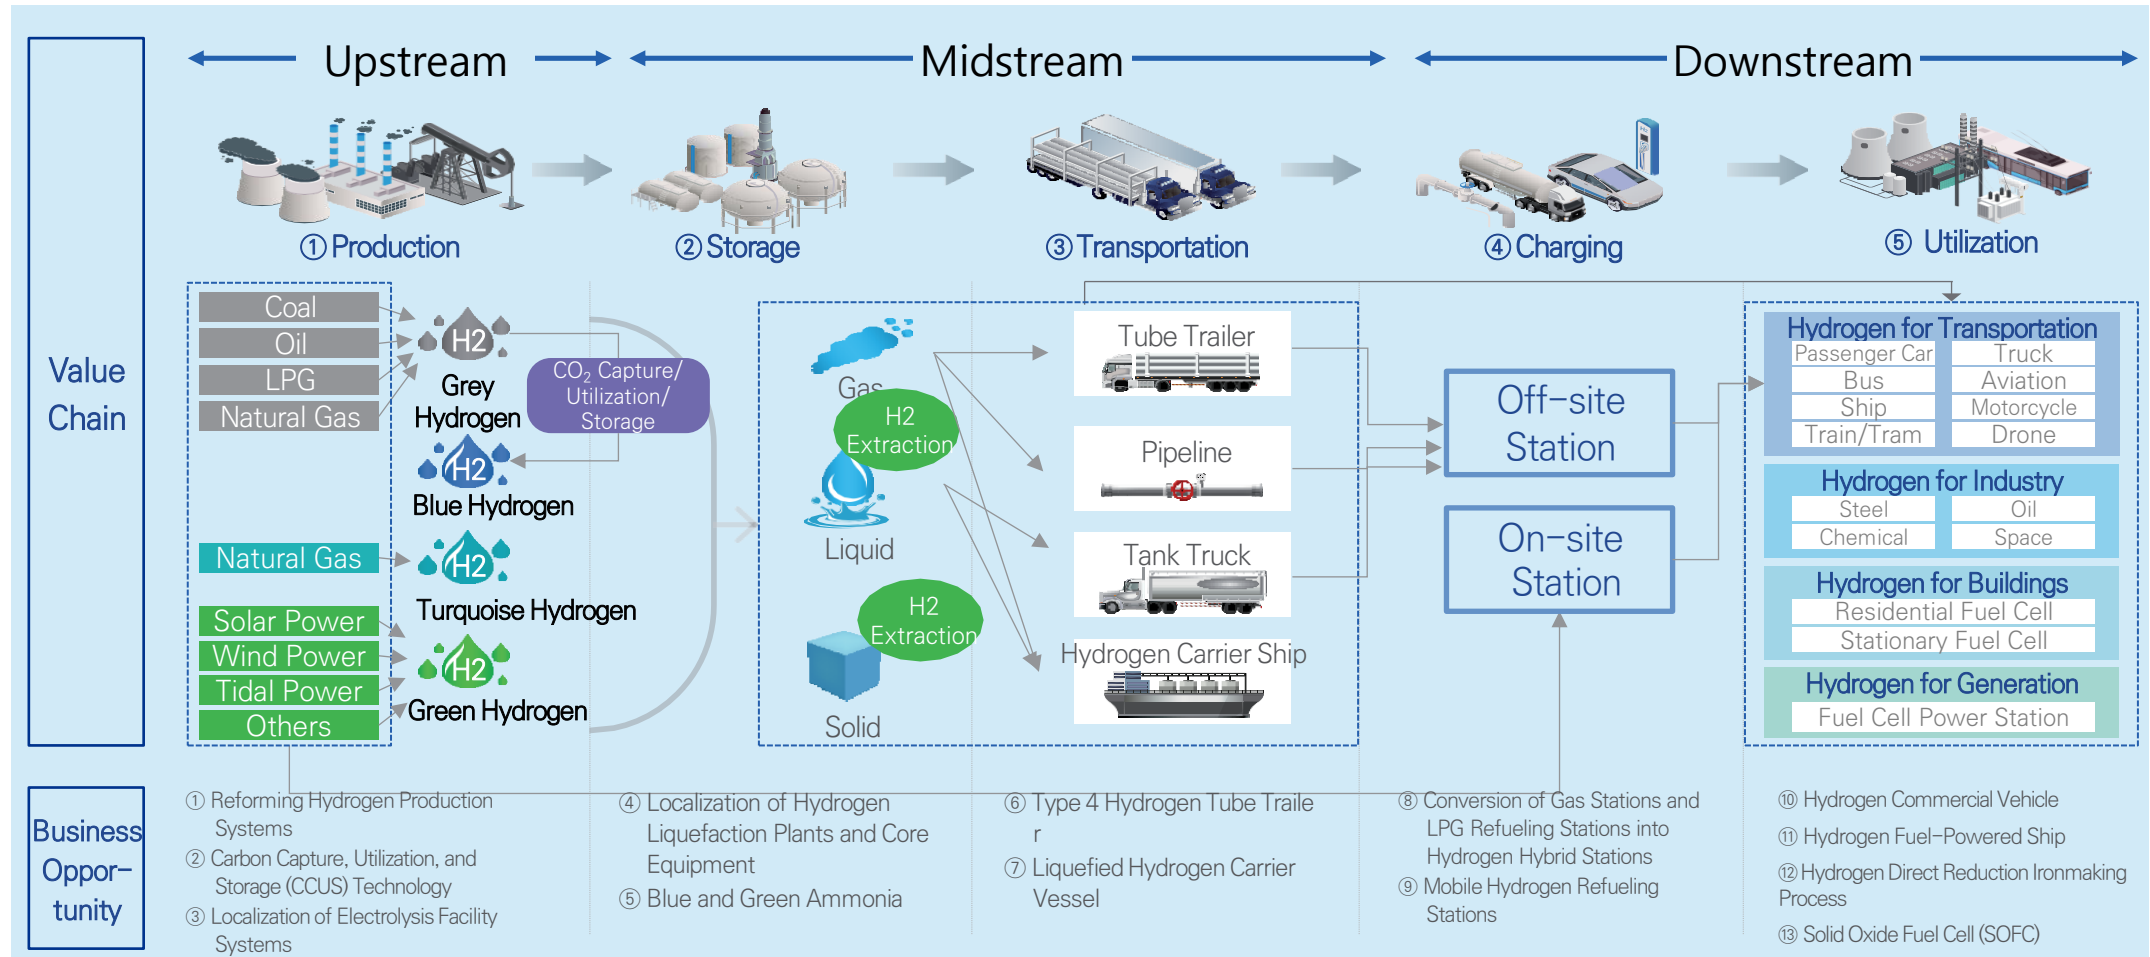 Upstream
Midstream
Downstream
① Production
② Storage
③ Transportation
④ Charging
⑤ Utilization
Value
Chain
Coal
Oil
LPG
Natural Gas
H2
Grey
Hydrogen
CO₂ Capture/
Utilization/
Storage
H2
Blue Hydrogen
Natural Gas
H2
Turquoise Hydrogen
Solar Power
Wind Power
Tidal Power
Others
H2
Green Hydrogen
Gas
H2
Extraction
Liquid
H2
Extraction
Solid
Tube Trailer
Pipeline
Tank Truck
Hydrogen Carrier Ship
Off-site
Station
On-site
Station
Hydrogen for Transportation
Passenger Car
Truck
Bus
Aviation
Ship
Motorcycle
Train/Tram
Drone
Hydrogen for Industry
Steel
Oil
Chemical
Space
Hydrogen for Buildings
Residential Fuel Cell
Stationary Fuel Cell
Hydrogen for Generation
Fuel Cell Power Station
Business
Oppor-
tunity
① Reforming Hydrogen Production
Systems
② Carbon Capture, Utilization, and
Storage (CCUS) Technology
③ Localization of Electrolysis Facility
Systems
④ Localization of Hydrogen
Liquefaction Plants and Core
Equipment
⑤ Blue and Green Ammonia
⑥ Type 4 Hydrogen Tube Traile
r
⑦ Liquefied Hydrogen Carrier
Vessel
⑧ Conversion of Gas Stations and
LPG Refueling Stations into
Hydrogen Hybrid Stations
⑨ Mobile Hydrogen Refueling
Stations
⑩ Hydrogen Commercial Vehicle
⑪ Hydrogen Fuel-Powered Ship
⑫ Hydrogen Direct Reduction Ironmaking
Process
⑬ Solid Oxide Fuel Cell (SOFC)